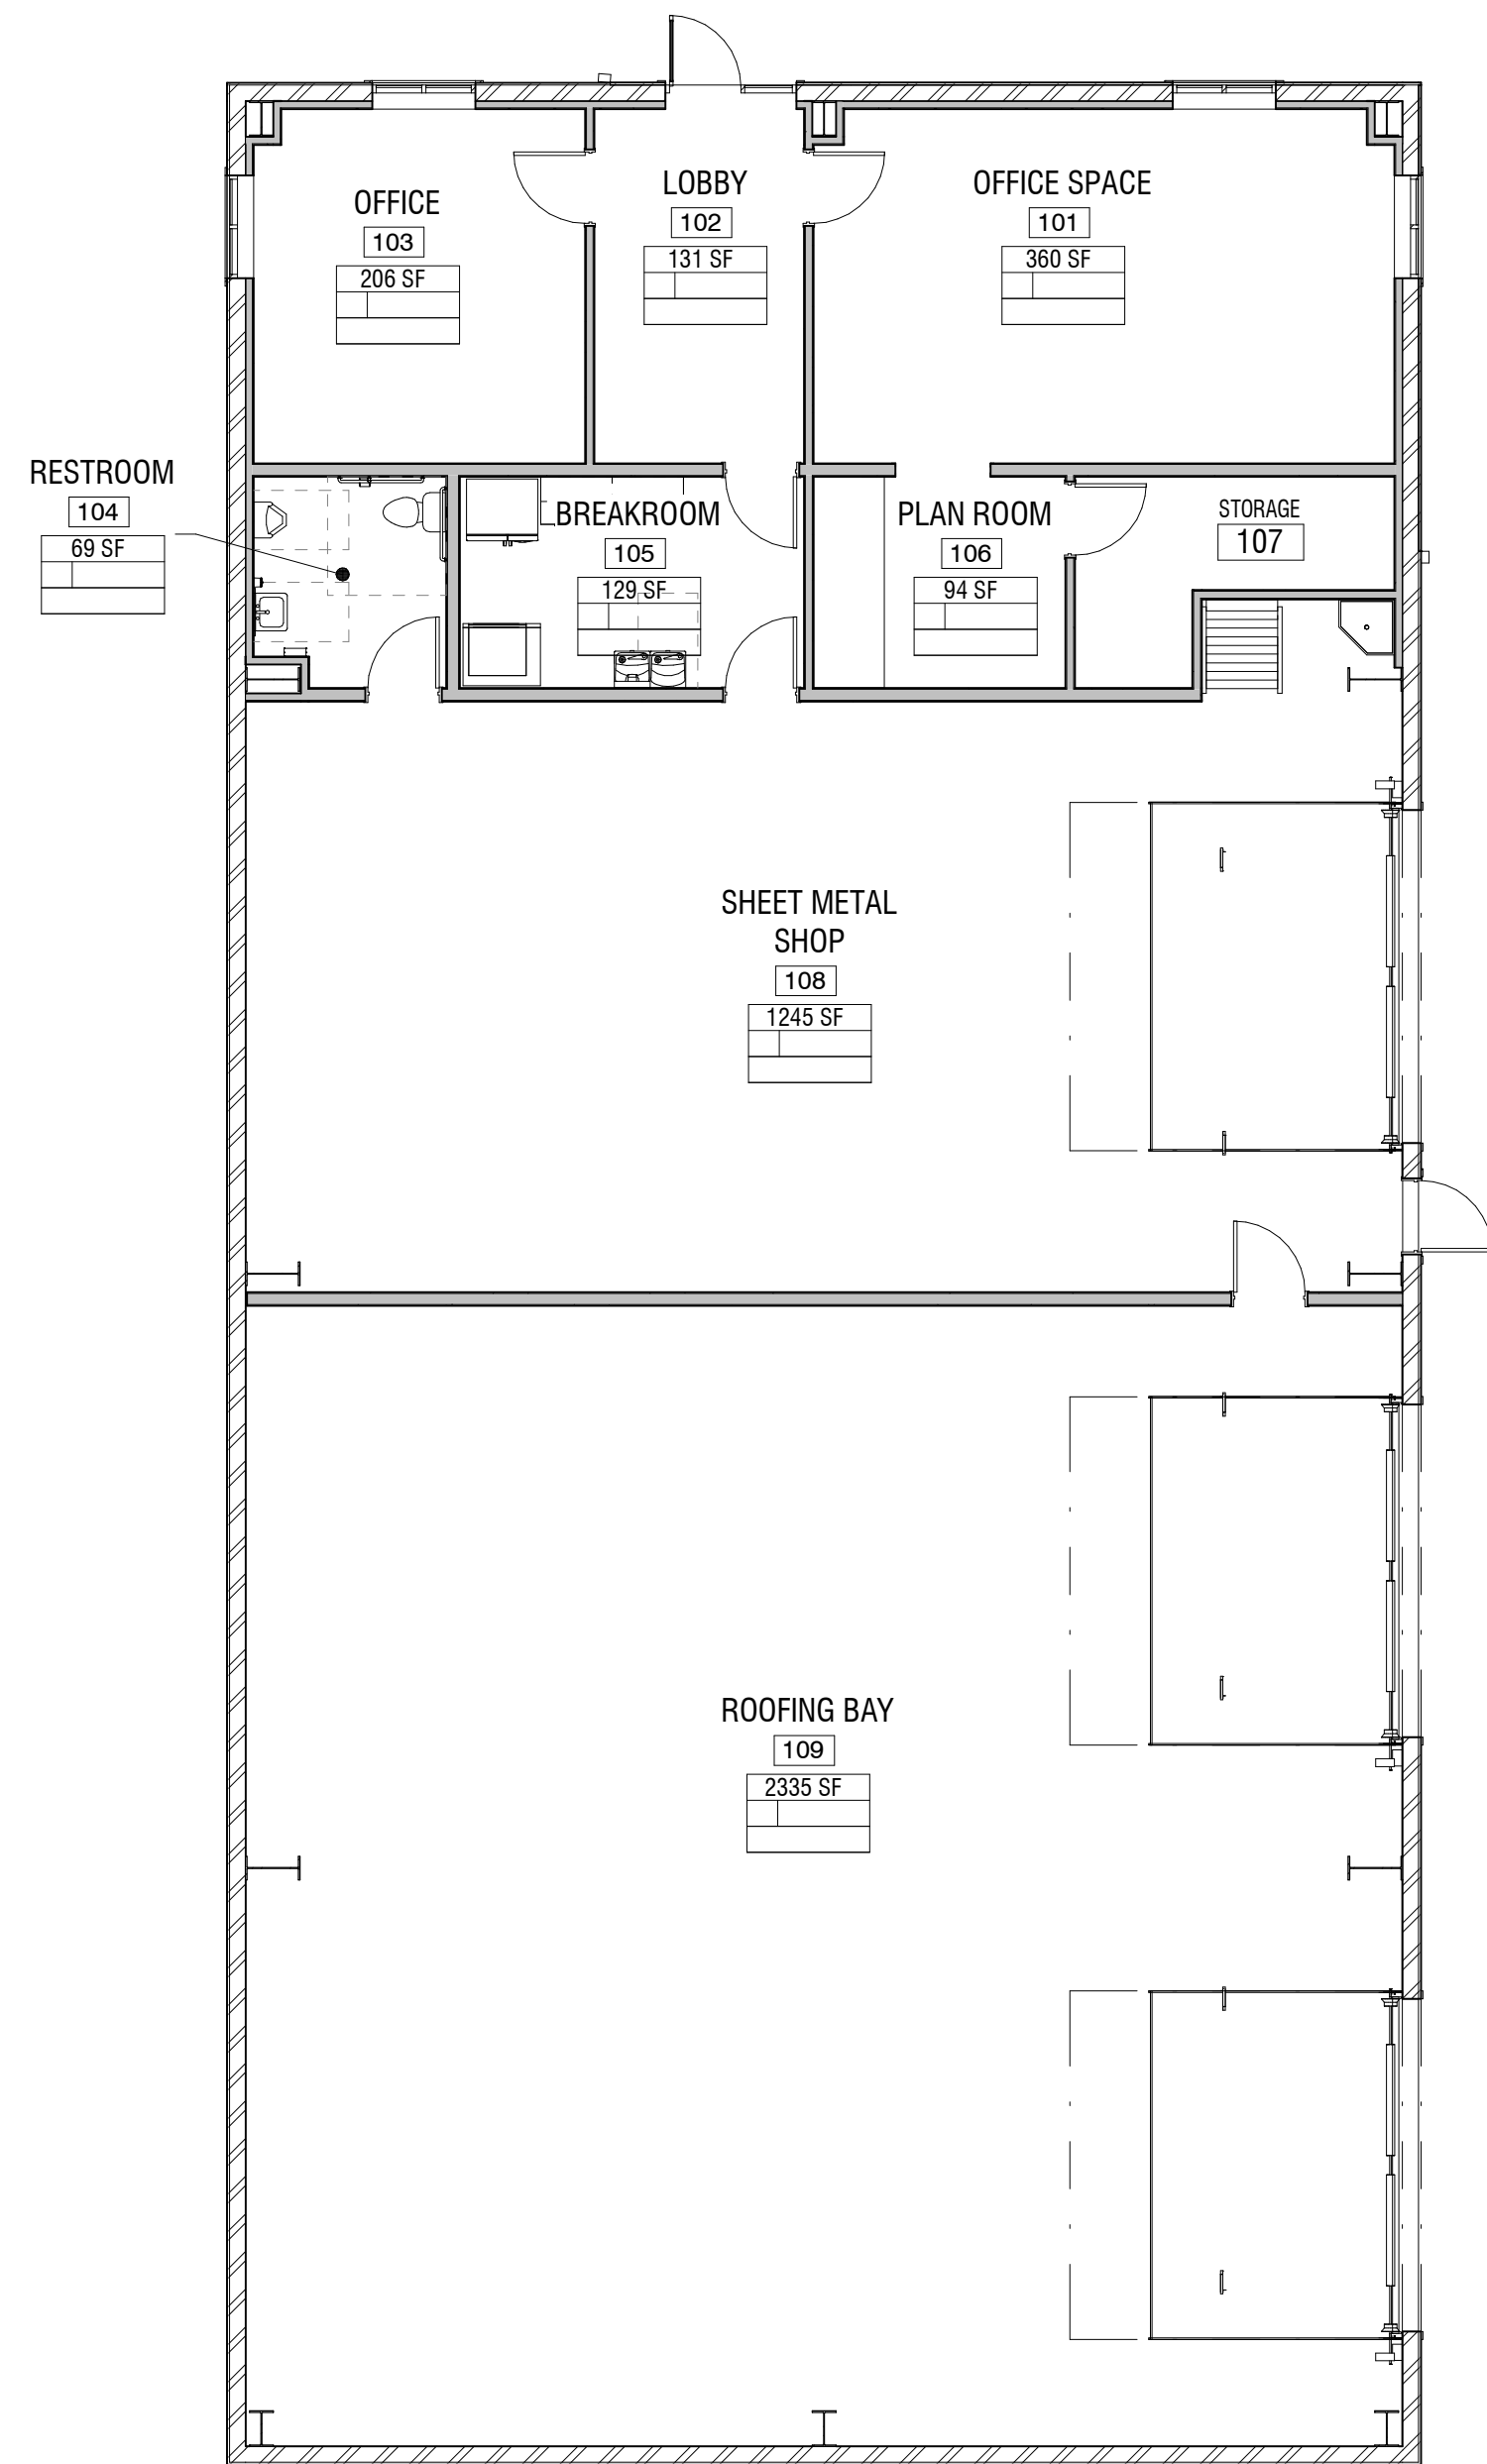 OFFICE
103
206 SF
LOBBY
102
131 SF
OFFICE SPACE
101
360 SF
RESTROOM
104
69 SF
BREAKROOM
105
129 SF
PLAN ROOM
106
94 SF
STORAGE
107
SHEET METAL
SHOP
108
1245 SF
ROOFING BAY
109
2335 SF